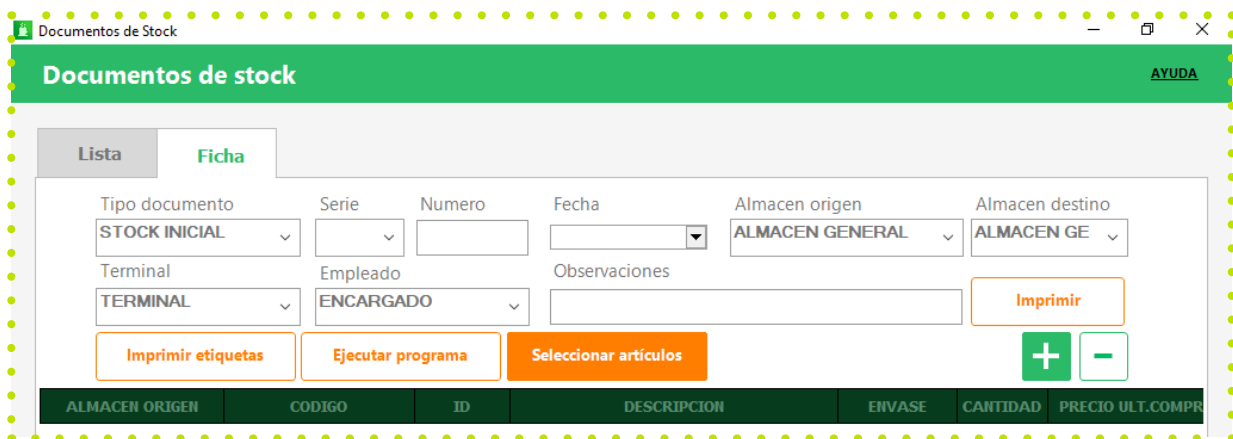 Documentos de Stock
Documentos de stock
AYUDA
Lista Ficha
Tipo documento Serie Numero Fecha Almacen origen Almacen destino
STOCK INICIAL ALMACEN GENERAL ALMACEN GE
Terminal Empleado Observaciones
TERMINAL ENCARGADO Imprimir
Imprimir etiquetas Ejecutar programa Seleccionar artículos + −
ALMACEN ORIGEN CODIGO ID DESCRIPCION ENVASE CANTIDAD PRECIO ULT.COMPR